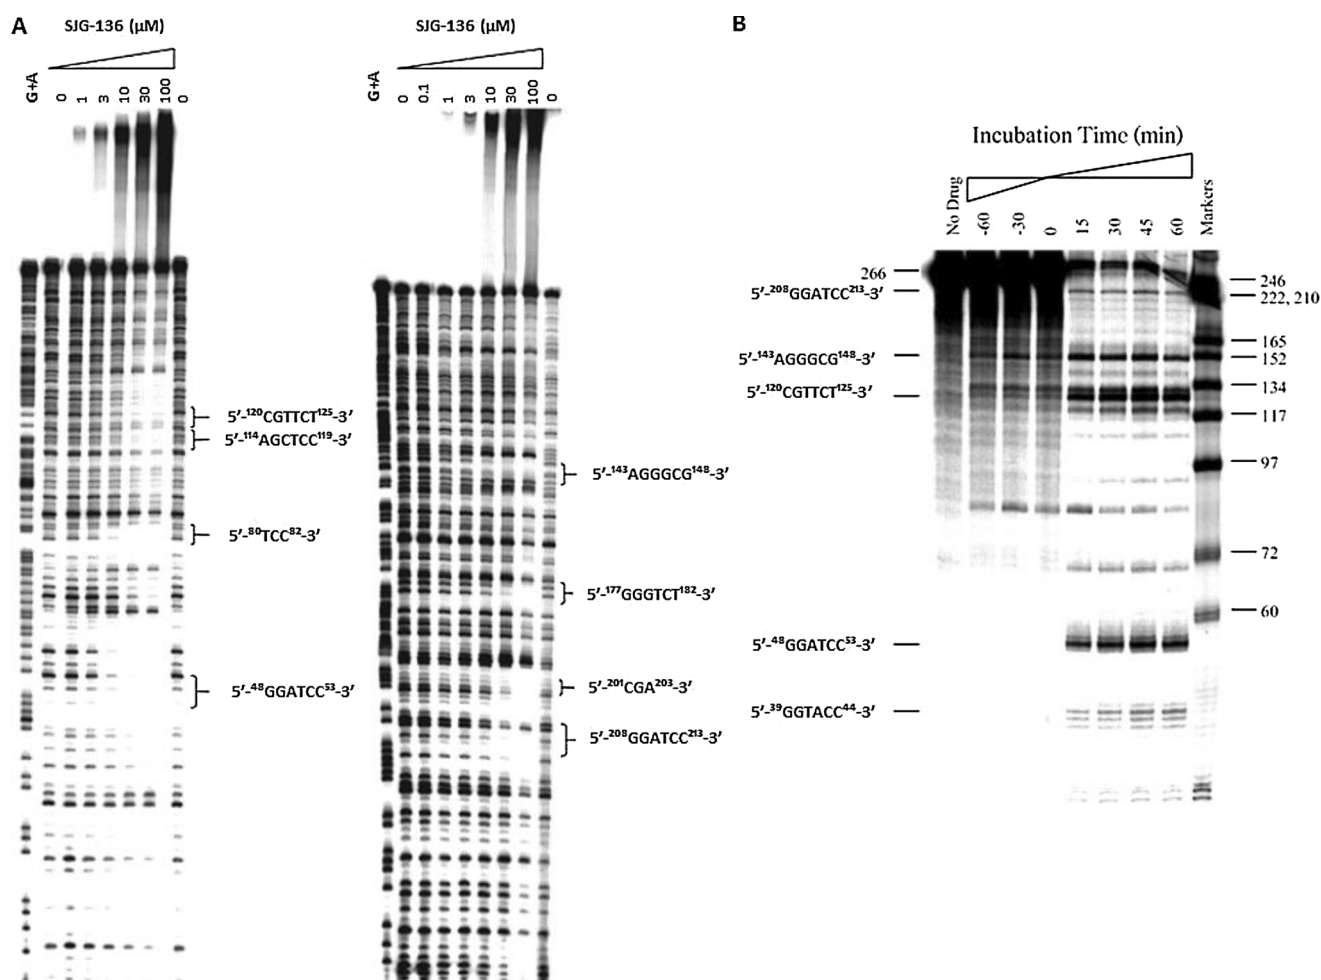 A
SJG-136 (µM)
G+A
0
1
3
10
30
100
0
5′-¹²⁰CGTTCT¹²⁵-3′
5′-¹¹⁴AGCTCC¹¹⁹-3′
5′-⁸⁰TCC⁸²-3′
5′-⁴⁸GGATCC⁵³-3′
SJG-136 (µM)
G+A
0
0.1
1
3
10
30
100
0
5′-¹⁴³AGGGCG¹⁴⁸-3′
5′-¹⁷⁷GGGTCT¹⁸²-3′
5′-²⁰¹CGA²⁰³-3′
5′-²⁰⁸GGATCC²¹³-3′
B
Incubation Time (min)
No Drug
-60
-30
0
15
30
45
60
Markers
266
5′-²⁰⁸GGATCC²¹³-3′
5′-¹⁴³AGGGCG¹⁴⁸-3′
5′-¹²⁰CGTTCT¹²⁵-3′
5′-⁴⁸GGATCC⁵³-3′
5′-³⁹GGTACC⁴⁴-3′
246
222, 210
165
152
134
117
97
72
60